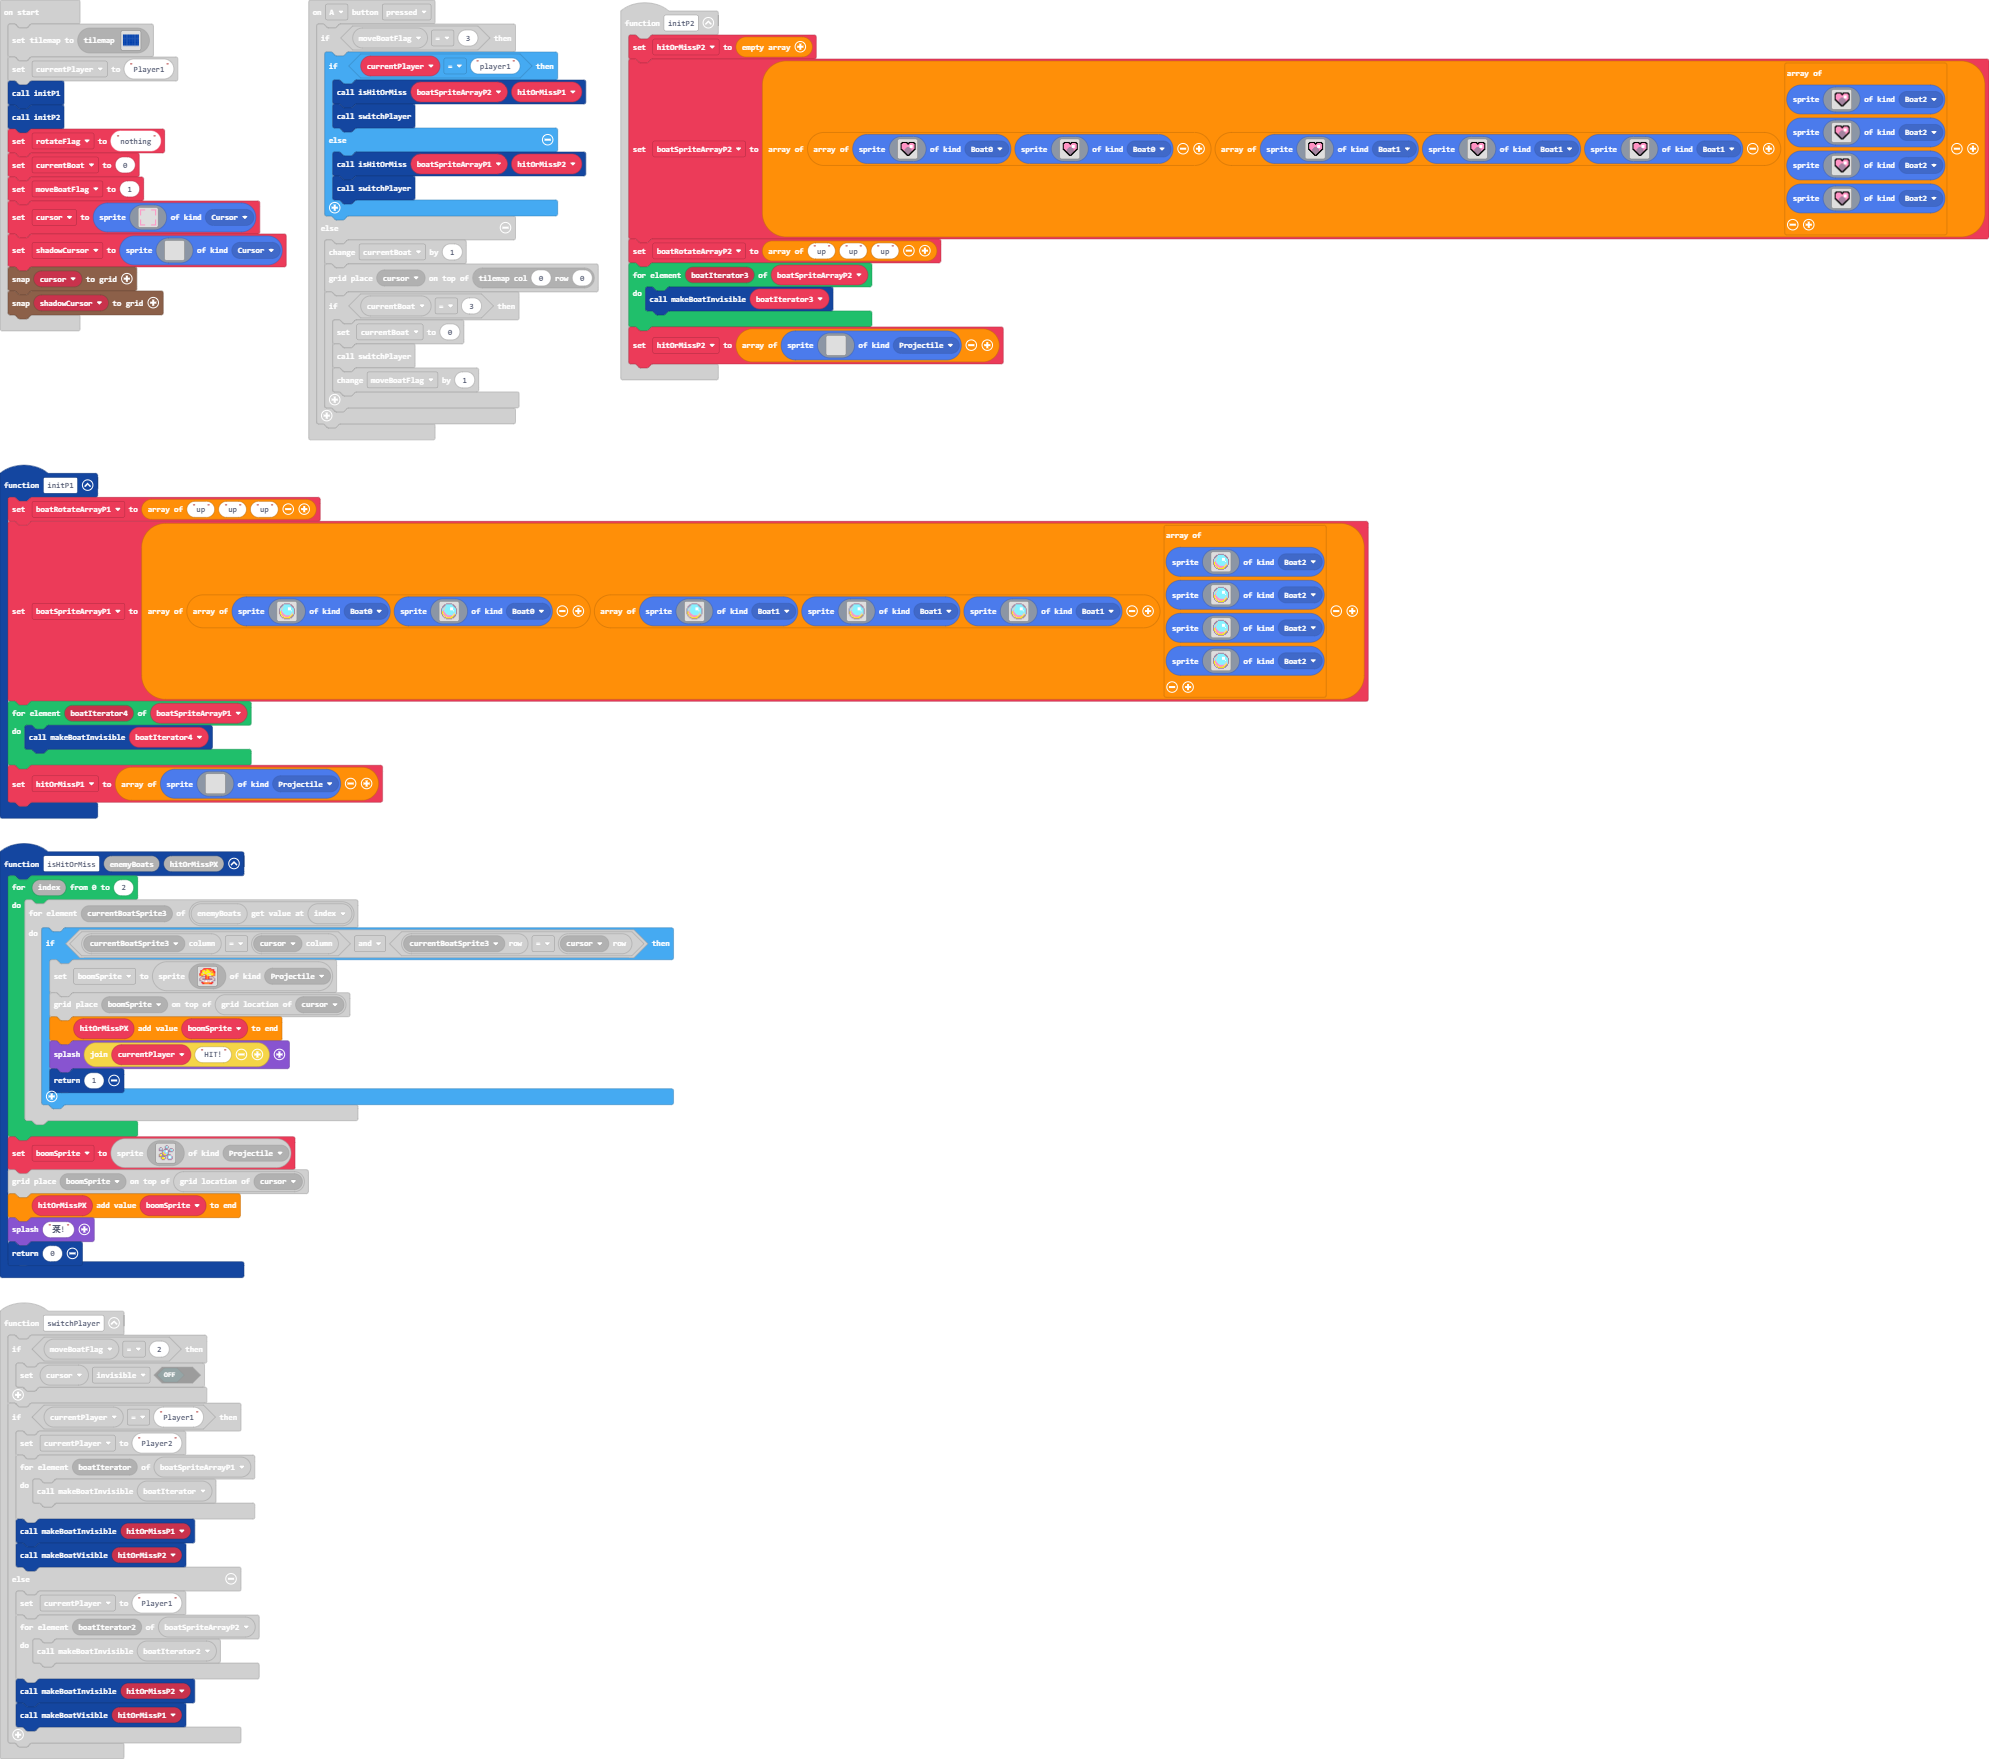 on start
set tilemap to tilemap
set currentPlayer to "Player1"
call initP1
call initP2
set rotateFlag to "nothing"
set currentBoat to 0
set moveBoatFlag to 1
set cursor to sprite of kind Cursor
set shadowCursor to sprite of kind Cursor
snap cursor to grid
snap shadowCursor to grid
on A button pressed
if moveBoatFlag = 3 then
if currentPlayer = "player1" then
call isHitOrMiss boatSpriteArrayP2 hitOrMissP1
call switchPlayer
else
call isHitOrMiss boatSpriteArrayP1 hitOrMissP2
call switchPlayer
else
change currentBoat by 1
grid place cursor on top of tilemap col 0 row 0
if currentBoat = 3 then
set currentBoat to 0
call switchPlayer
change moveBoatFlag by 1
function initP2
set hitOrMissP2 to empty array
set boatSpriteArrayP2 to array of array of sprite of kind Boat0 sprite of kind Boat0 array of sprite of kind Boat1 sprite of kind Boat1 sprite of kind Boat1
array of
sprite of kind Boat2
sprite of kind Boat2
sprite of kind Boat2
sprite of kind Boat2
set boatRotateArrayP2 to array of "up" "up" "up"
for element boatIterator3 of boatSpriteArrayP2
do call makeBoatInvisible boatIterator3
set hitOrMissP2 to array of sprite of kind Projectile
function initP1
set boatRotateArrayP1 to array of "up" "up" "up"
set boatSpriteArrayP1 to array of array of sprite of kind Boat0 sprite of kind Boat0 array of sprite of kind Boat1 sprite of kind Boat1 sprite of kind Boat1
array of
sprite of kind Boat2
sprite of kind Boat2
sprite of kind Boat2
sprite of kind Boat2
for element boatIterator4 of boatSpriteArrayP1
do call makeBoatInvisible boatIterator4
set hitOrMissP1 to array of sprite of kind Projectile
function isHitOrMiss enemyBoats hitOrMissPX
for index from 0 to 2
do for element currentBoatSprite3 of enemyBoats get value at index
do if currentBoatSprite3 column = cursor column and currentBoatSprite3 row = cursor row then
set boomSprite to sprite of kind Projectile
grid place boomSprite on top of grid location of cursor
hitOrMissPX add value boomSprite to end
splash join currentPlayer "HIT!"
return 1
set boomSprite to sprite of kind Projectile
grid place boomSprite on top of grid location of cursor
hitOrMissPX add value boomSprite to end
splash
return 0
function switchPlayer
if moveBoatFlag = 2 then
set cursor invisible OFF
if currentPlayer = "Player1" then
set currentPlayer to "Player2"
for element boatIterator of boatSpriteArrayP1
do call makeBoatInvisible boatIterator
call makeBoatInvisible hitOrMissP1
call makeBoatVisible hitOrMissP2
else
set currentPlayer to "Player1"
for element boatIterator2 of boatSpriteArrayP2
do call makeBoatInvisible boatIterator2
call makeBoatInvisible hitOrMissP2
call makeBoatVisible hitOrMissP1